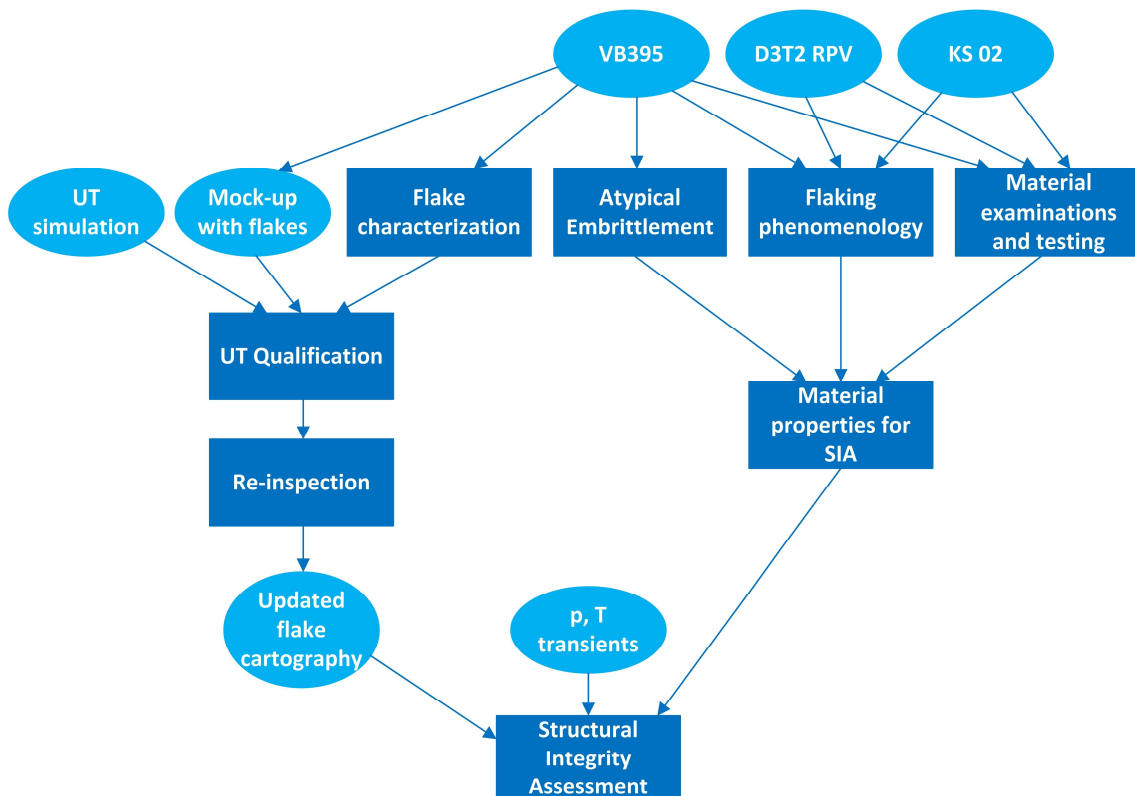 VB395
D3T2 RPV
KS 02
UT
simulation
Mock-up
with flakes
Flake
characterization
Atypical
Embrittlement
Flaking
phenomenology
Material
examinations
and testing
UT Qualification
Material
properties for
SIA
Re-inspection
Updated
flake
cartography
p, T
transients
Structural
Integrity
Assessment